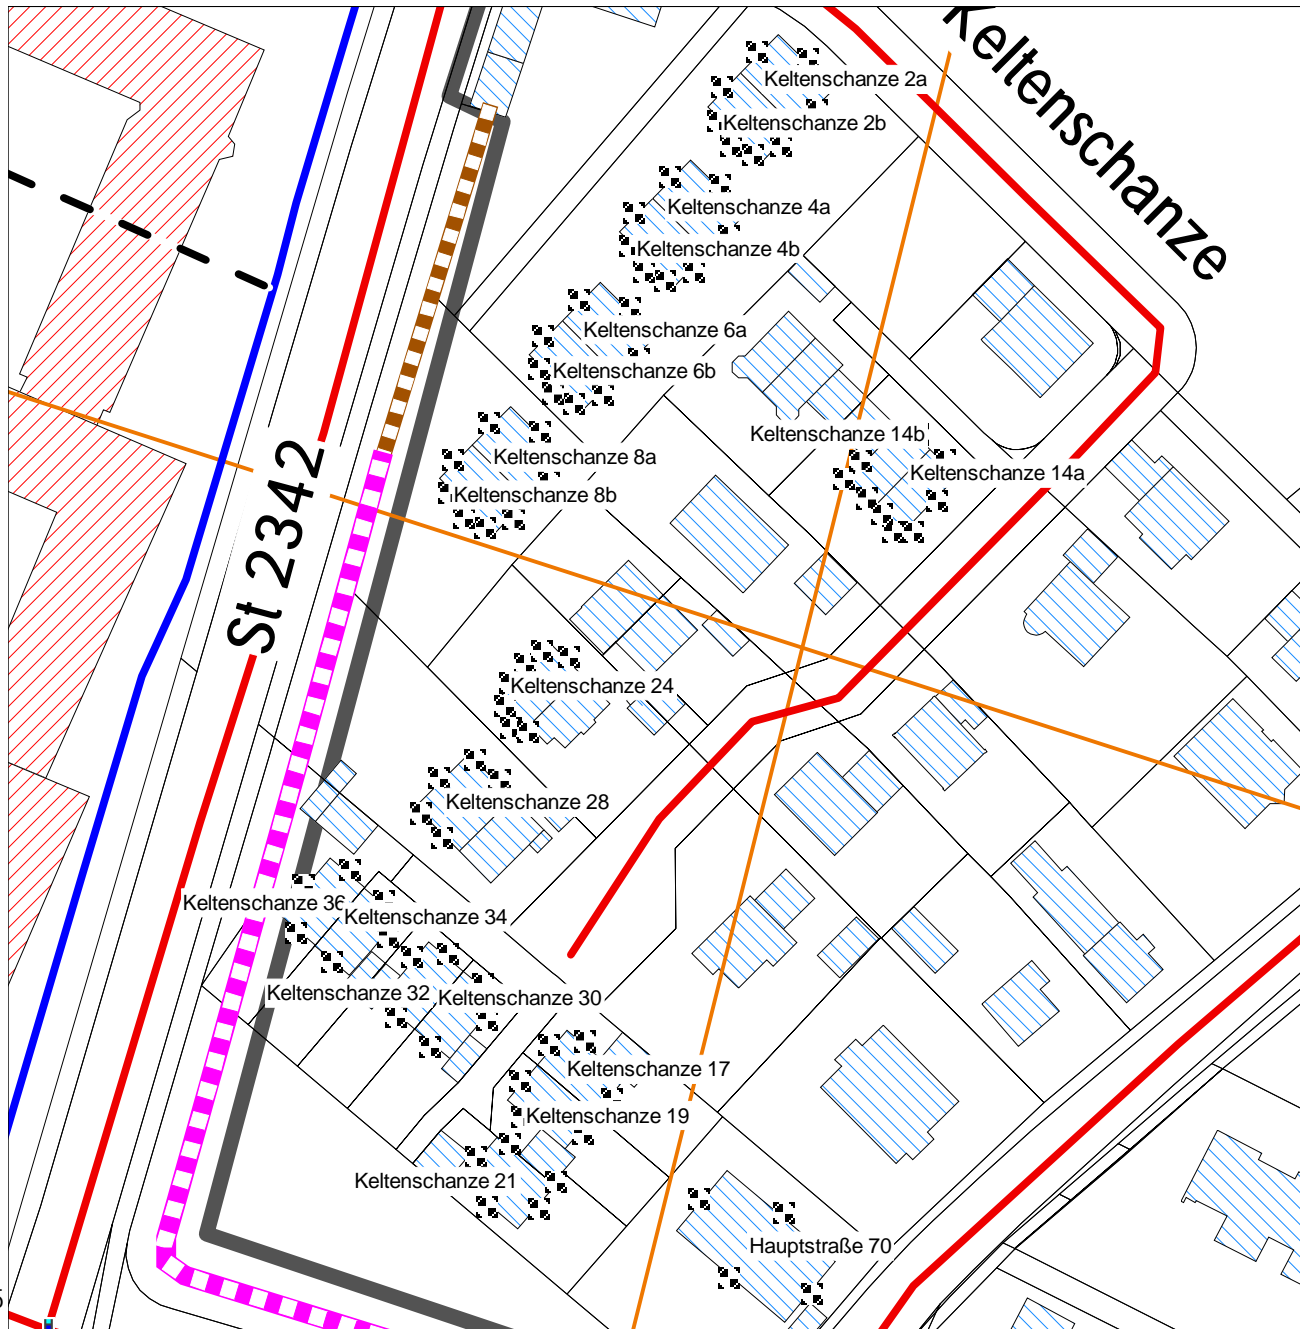 Keltenschanze
Keltenschanze 2a
Keltenschanze 2b
Keltenschanze 4a
Keltenschanze 4b
Keltenschanze 6a
Keltenschanze 6b
Keltenschanze 14b
Keltenschanze 8a
Keltenschanze 14a
Keltenschanze 8b
St 2342
Keltenschanze 24
Keltenschanze 28
Keltenschanze 36
Keltenschanze 34
Keltenschanze 32
Keltenschanze 30
Keltenschanze 17
Keltenschanze 19
Keltenschanze 21
Hauptstraße 70